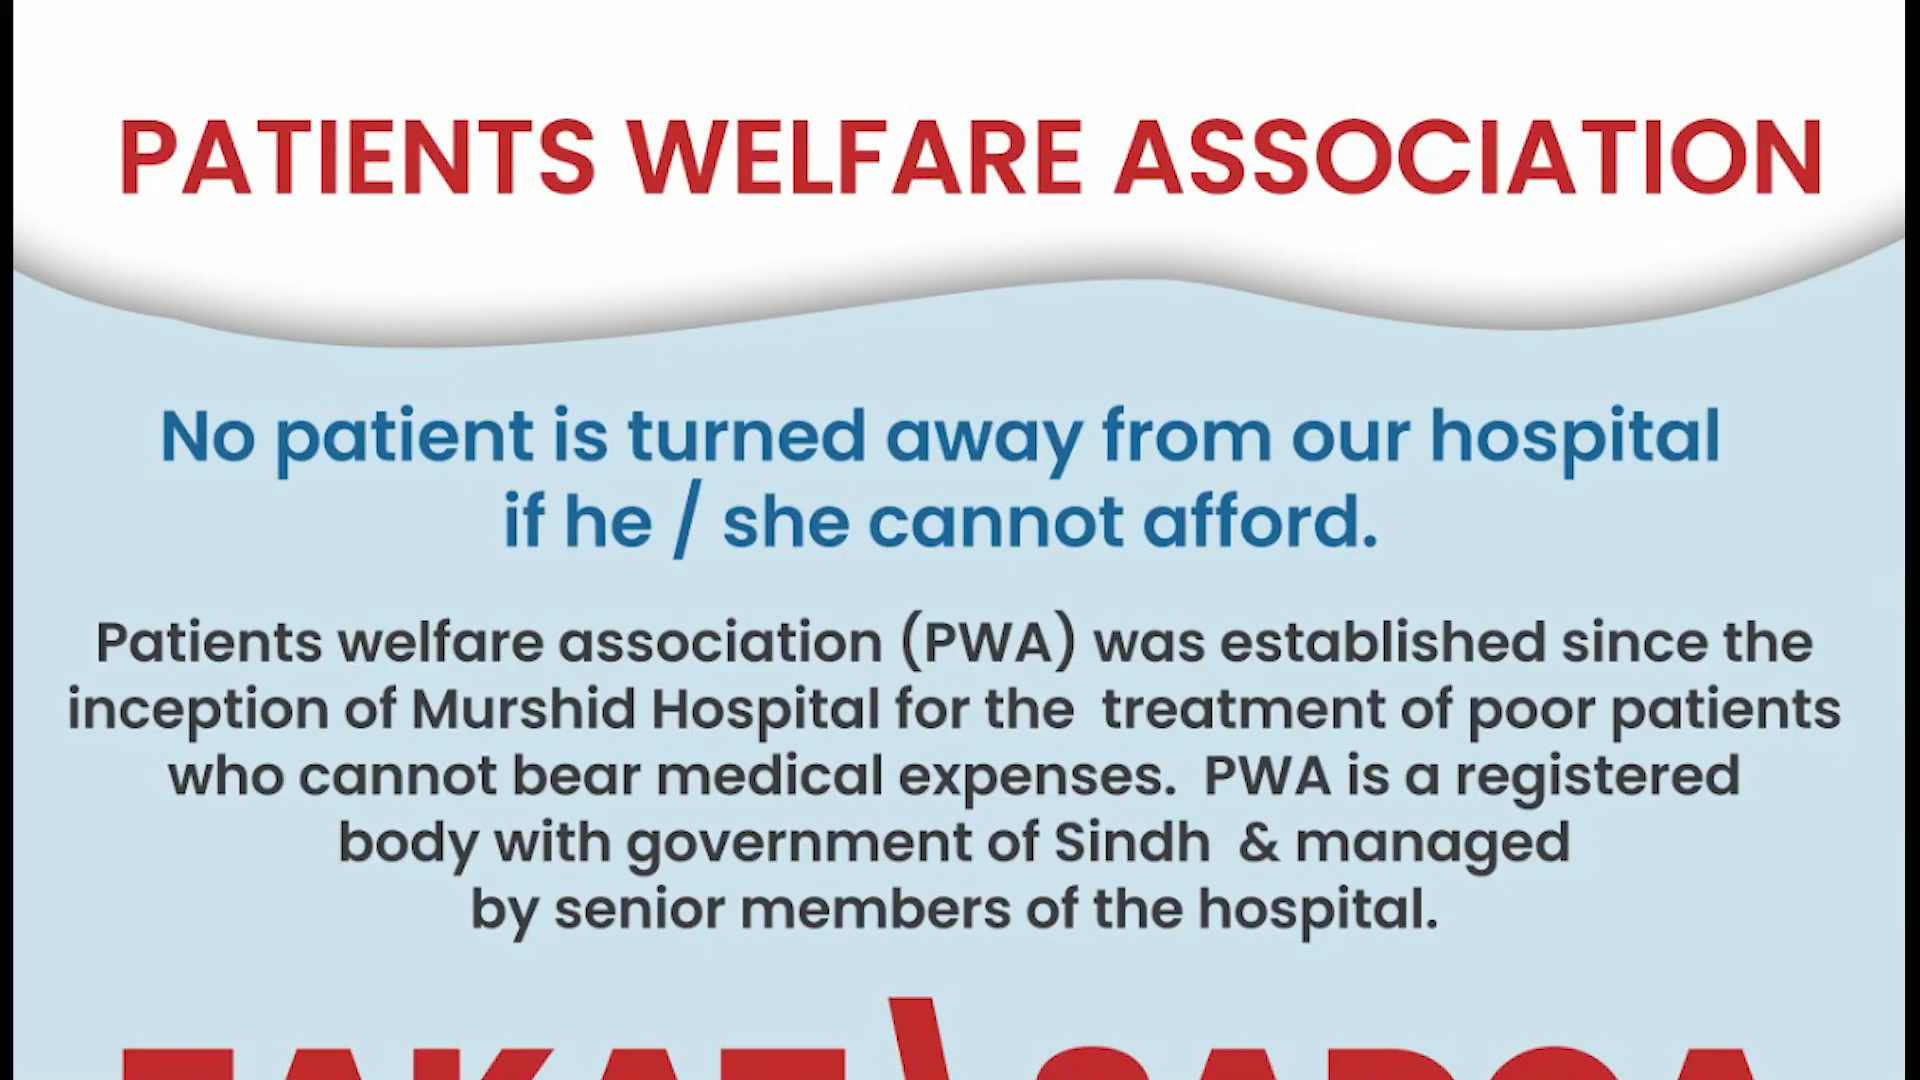 PATIENTS WELFARE ASSOCIATION
No patient is turned away from our hospital
if he / she cannot afford.
Patients welfare association (PWA) was established since the
inception of Murshid Hospital for the treatment of poor patients
who cannot bear medical expenses. PWA is a registered
body with government of Sindh & managed
by senior members of the hospital.